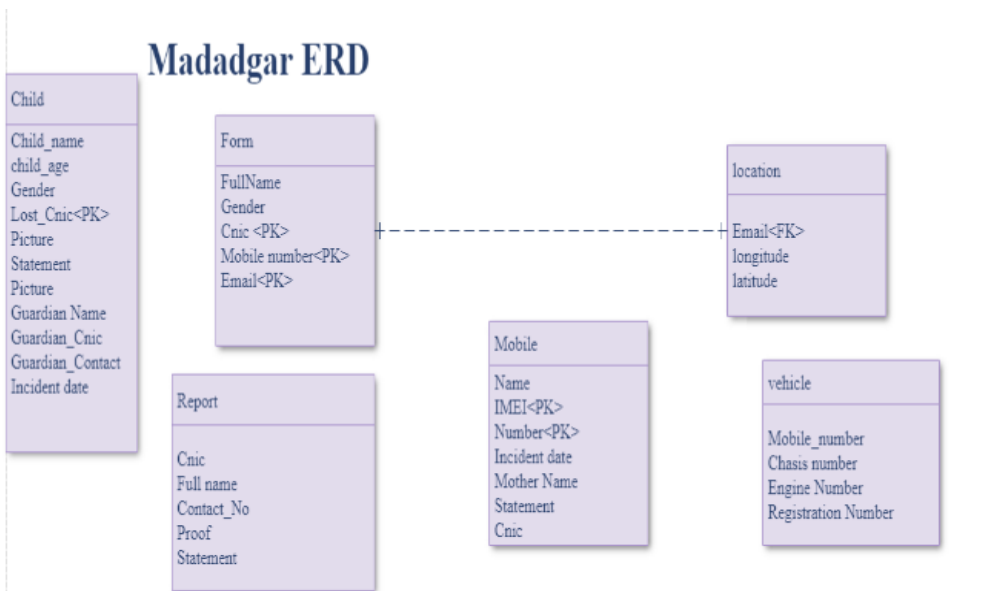 Madadgar ERD
Child
Child_name
child_age
Gender
Lost_Cnic<PK>
Picture
Statement
Picture
Guardian Name
Guardian_Cnic
Guardian_Contact
Incident date
Form
FullName
Gender
Cnic <PK>
Mobile number<PK>
Email<PK>
location
Email<FK>
longitude
latitude
Report
Cnic
Full name
Contact_No
Proof
Statement
Mobile
Name
IMEI<PK>
Number<PK>
Incident date
Mother Name
Statement
Cnic
vehicle
Mobile_number
Chasis number
Engine Number
Registration Number